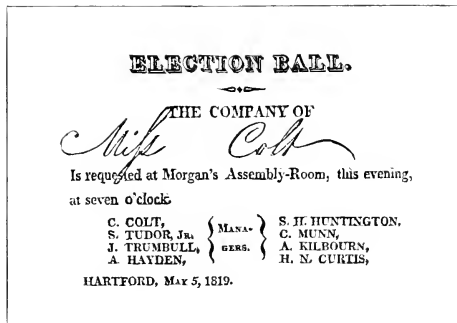 ELECTION BALL.
THE COMPANY OF
Miss Colt
Is requested at Morgan's Assembly-Room, this evening,
at seven o'clock.
C. COLT, S. H. HUNTINGTON,
S. TUDOR, JR. MANA- C. MUNN,
J. TRUMBULL, GERS. A. KILBOURN,
A. HAYDEN, H. N. CURTIS,
HARTFORD, MAY 5, 1819.